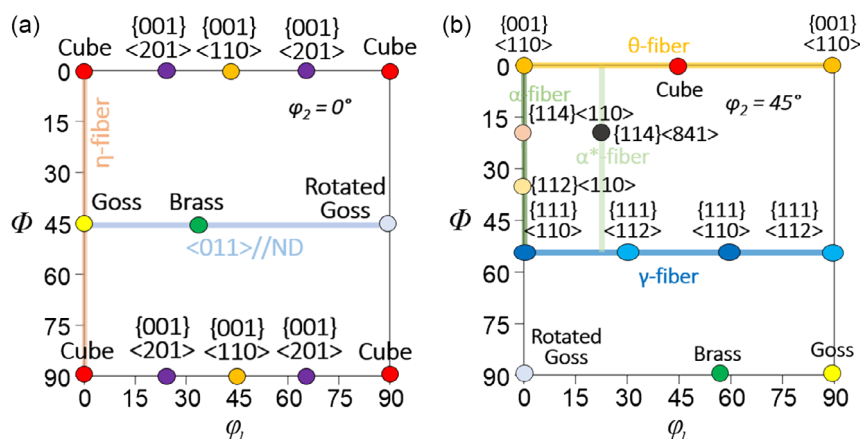 (a)
{001} {001} {001}
Cube <201> <110> <201> Cube
0
φ₂ = 0°
η-fiber
15
30
Goss Brass Rotated
Goss
Φ 45
<011>//ND
60
75
{001} {001} {001}
Cube <201> <110> <201> Cube
90
0 15 30 45 60 75 90
φ₁
(b)
{001} {001}
<110> θ-fiber <110>
0
Cube
α-fiber φ₂ = 45°
15
{114}<110> {114}<841>
α*-fiber
30
{112}<110>
{111} {111} {111} {111}
<110> <112> <110> <112>
Φ 45
γ-fiber
60
75
Rotated
Goss Brass Goss
90
0 15 30 45 60 75 90
φ₁